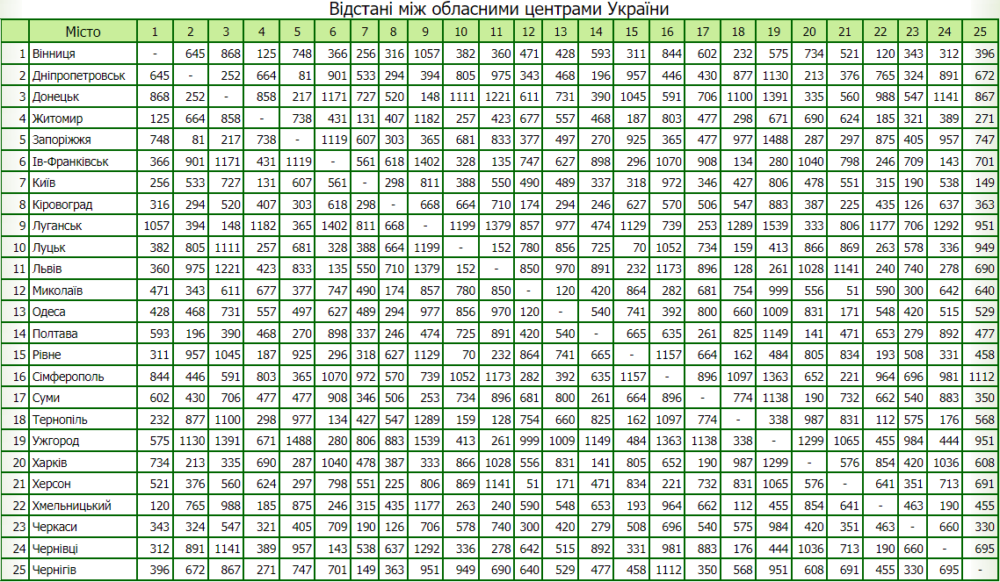 Відстані між обласними центрами України
Місто 1 2 3 4 5 6 7 8 9 10 11 12 13 14 15 16 17 18 19 20 21 22 23 24 25
1 Вінниця - 645 868 125 748 366 256 316 1057 382 360 471 428 593 311 844 602 232 575 734 521 120 343 312 396
2 Дніпропетровськ 645 - 252 664 81 901 533 294 394 805 975 343 468 196 957 446 430 877 1130 213 376 765 324 891 672
3 Донецьк 868 252 - 858 217 1171 727 520 148 1111 1221 611 731 390 1045 591 706 1100 1391 335 560 988 547 1141 867
4 Житомир 125 664 858 - 738 431 131 407 1182 257 423 677 557 468 187 803 477 298 671 690 624 185 321 389 271
5 Запоріжжя 748 81 217 738 - 1119 607 303 365 681 833 377 497 270 925 365 477 977 1488 287 297 875 405 957 747
6 Ів-Франківськ 366 901 1171 431 1119 - 561 618 1402 328 135 747 627 898 296 1070 908 134 280 1040 798 246 709 143 701
7 Київ 256 533 727 131 607 561 - 298 811 388 550 490 489 337 318 972 346 427 806 478 551 315 190 538 149
8 Кіровоград 316 294 520 407 303 618 298 - 668 664 710 174 294 246 627 570 506 547 883 387 225 435 126 637 363
9 Луганськ 1057 394 148 1182 365 1402 811 668 - 1199 1379 857 977 474 1129 739 253 1289 1539 333 806 1177 706 1292 951
10 Луцьк 382 805 1111 257 681 328 388 664 1199 - 152 780 856 725 70 1052 734 159 413 866 869 263 578 336 949
11 Львів 360 975 1221 423 833 135 550 710 1379 152 - 850 970 891 232 1173 896 128 261 1028 1141 240 740 278 690
12 Миколаїв 471 343 611 677 377 747 490 174 857 780 850 - 120 420 864 282 681 754 999 556 51 590 300 642 640
13 Одеса 428 468 731 557 497 627 489 294 977 856 970 120 - 540 741 392 800 660 1009 831 171 548 420 515 529
14 Полтава 593 196 390 468 270 898 337 246 474 725 891 420 540 - 665 635 261 825 1149 141 471 653 279 892 477
15 Рівне 311 957 1045 187 925 296 318 627 1129 70 232 864 741 665 - 1157 664 162 484 805 834 193 508 331 458
16 Сімферополь 844 446 591 803 365 1070 972 570 739 1052 1173 282 392 635 1157 - 896 1097 1363 652 221 964 696 981 1112
17 Суми 602 430 706 477 477 908 346 506 253 734 896 681 800 261 664 896 - 774 1138 190 732 662 540 883 350
18 Тернопіль 232 877 1100 298 977 134 427 547 1289 159 128 754 660 825 162 1097 774 - 338 987 831 112 575 176 568
19 Ужгород 575 1130 1391 671 1488 280 806 883 1539 413 261 999 1009 1149 484 1363 1138 338 - 1299 1065 455 984 444 951
20 Харків 734 213 335 690 287 1040 478 387 333 866 1028 556 831 141 805 652 190 987 1299 - 576 854 420 1036 608
21 Херсон 521 376 560 624 297 798 551 225 806 869 1141 51 171 471 834 221 732 831 1065 576 - 641 351 713 691
22 Хмельницький 120 765 988 185 875 246 315 435 1177 263 240 590 548 653 193 964 662 112 455 854 641 - 463 190 455
23 Черкаси 343 324 547 321 405 709 190 126 706 578 740 300 420 279 508 696 540 575 984 420 351 463 - 660 330
24 Чернівці 312 891 1141 389 957 143 538 637 1292 336 278 642 515 892 331 981 883 176 444 1036 713 190 660 - 695
25 Чернігів 396 672 867 271 747 701 149 363 951 949 690 640 529 477 458 1112 350 568 951 608 691 455 330 695 -